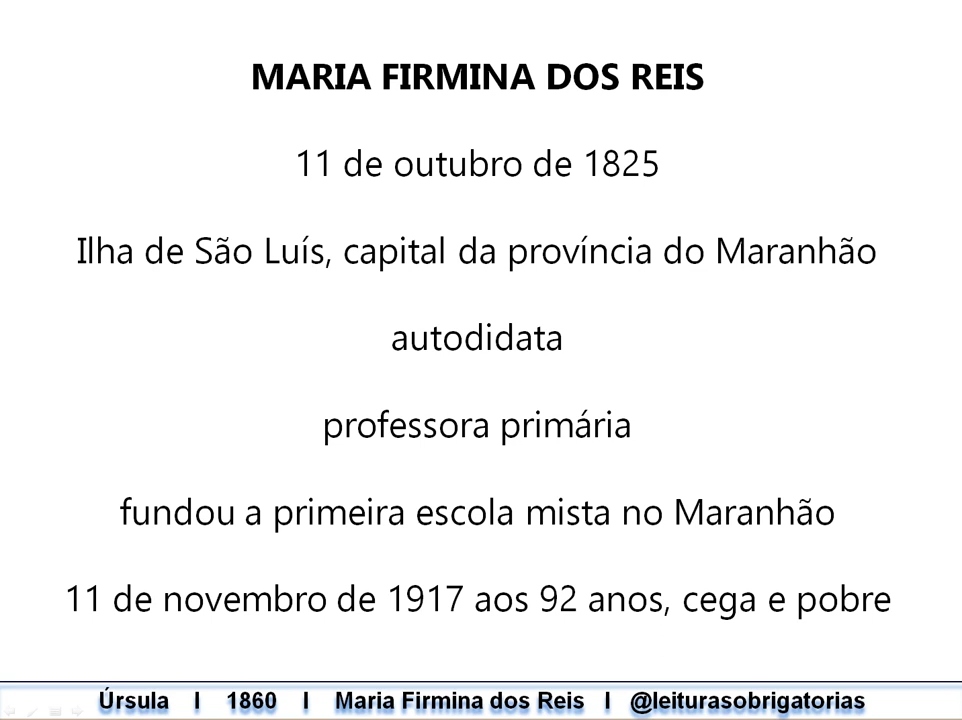 MARIA FIRMINA DOS REIS
11 de outubro de 1825
Ilha de São Luís, capital da província do Maranhão
autodidata
professora primária
fundou a primeira escola mista no Maranhão
11 de novembro de 1917 aos 92 anos, cega e pobre
Úrsula I 1860 I Maria Firmina dos Reis I @leiturasobrigatorias